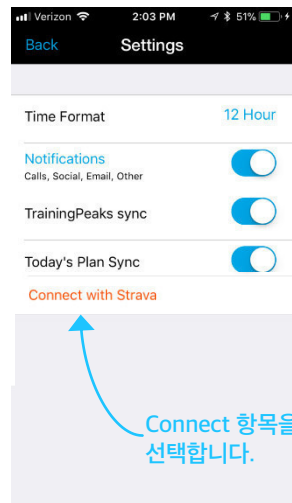 Verizon 2:03 PM 51%
Back Settings
Time Format 12 Hour
Notifications
Calls, Social, Email, Other
TrainingPeaks sync
Today's Plan Sync
Connect with Strava
Connect 항목을
선택합니다.